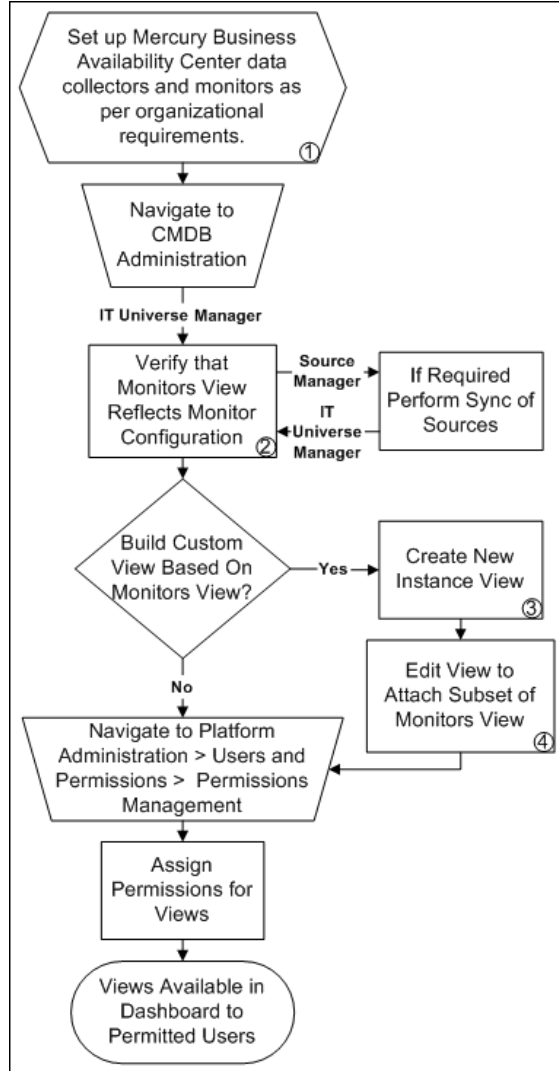 Set up Mercury Business
Availability Center data
collectors and monitors as
per organizational
requirements.
①
Navigate to
CMDB
Administration
IT Universe Manager
Verify that
Monitors View
Reflects Monitor
Configuration
②
Source
Manager
IT
Universe
Manager
If Required
Perform Sync of
Sources
Build Custom
View Based On
Monitors View?
Yes
Create New
Instance View
③
Edit View to
Attach Subset of
Monitors View
④
No
Navigate to Platform
Administration > Users and
Permissions > Permissions
Management
Assign
Permissions for
Views
Views Available in
Dashboard to
Permitted Users